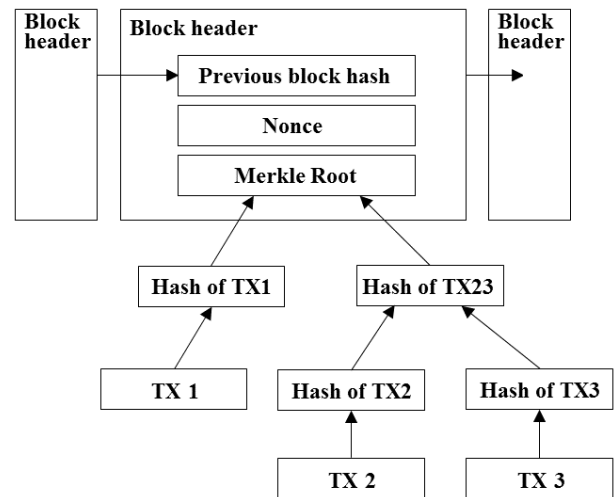 Block
header
Block header
Block
header
Previous block hash
Nonce
Merkle Root
Hash of TX1
Hash of TX23
TX 1
Hash of TX2
Hash of TX3
TX 2
TX 3